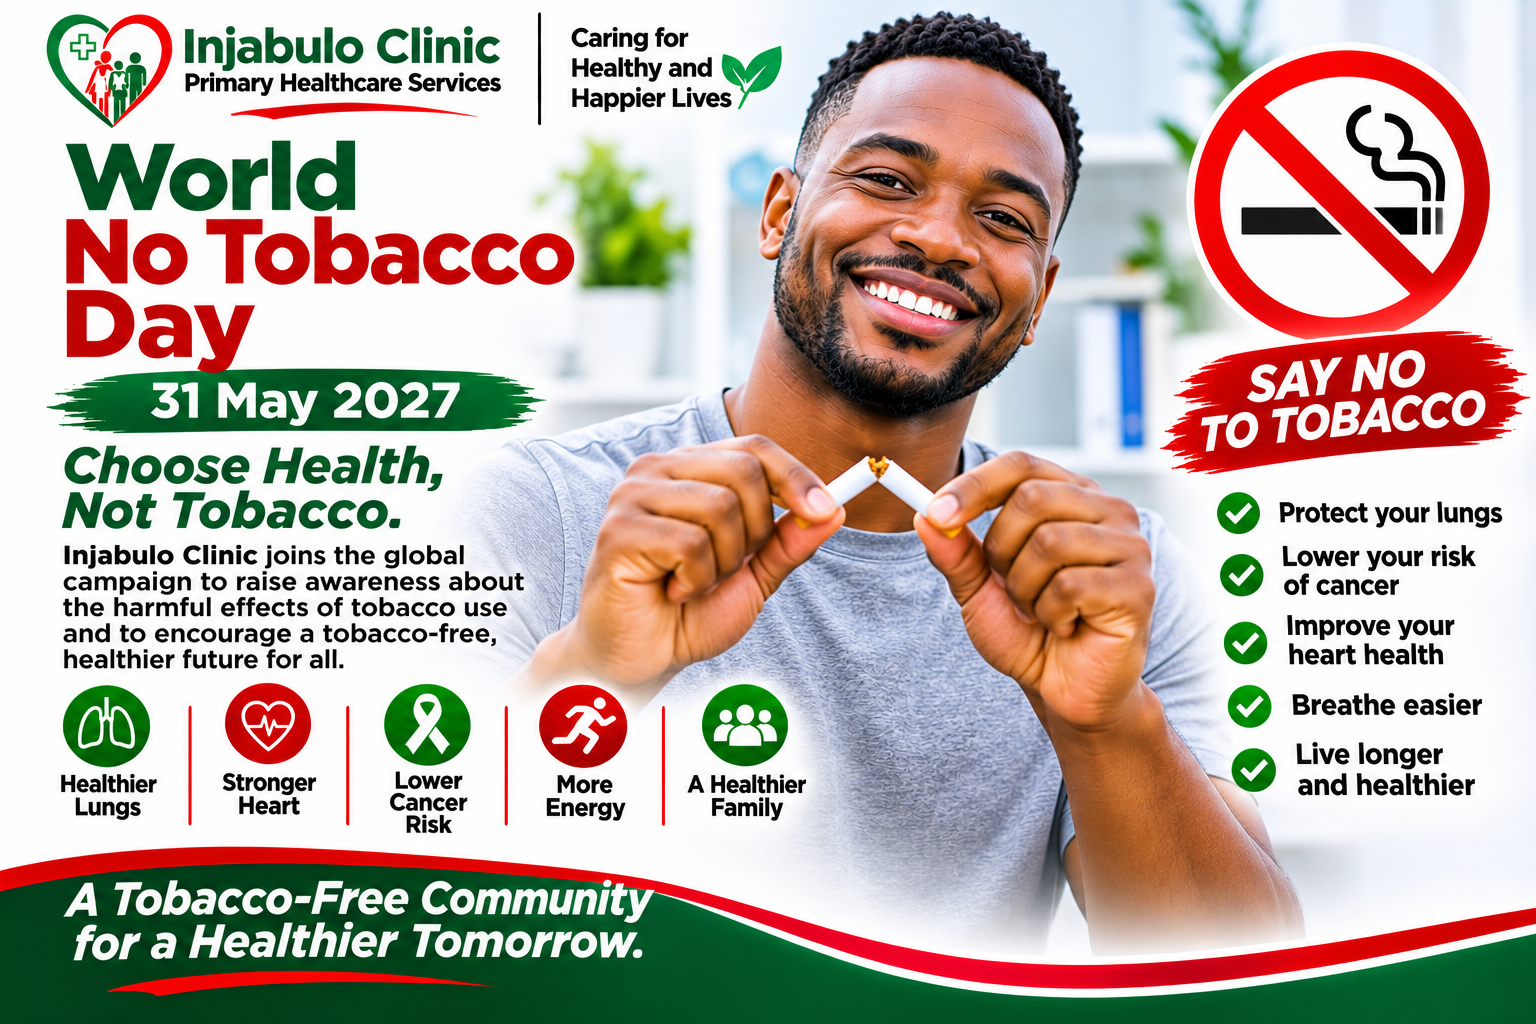 Injabulo Clinic
Primary Healthcare Services
Caring for
Healthy and
Happier Lives
World
No Tobacco
Day
31 May 2027
Choose Health,
Not Tobacco.
Injabulo Clinic joins the global
campaign to raise awareness about
the harmful effects of tobacco use
and to encourage a tobacco-free,
healthier future for all.
Healthier
Lungs
Stronger
Heart
Lower
Cancer
Risk
More
Energy
A Healthier
Family
SAY NO
TO TOBACCO
Protect your lungs
Lower your risk
of cancer
Improve your
heart health
Breathe easier
Live longer
and healthier
A Tobacco-Free Community
for a Healthier Tomorrow.